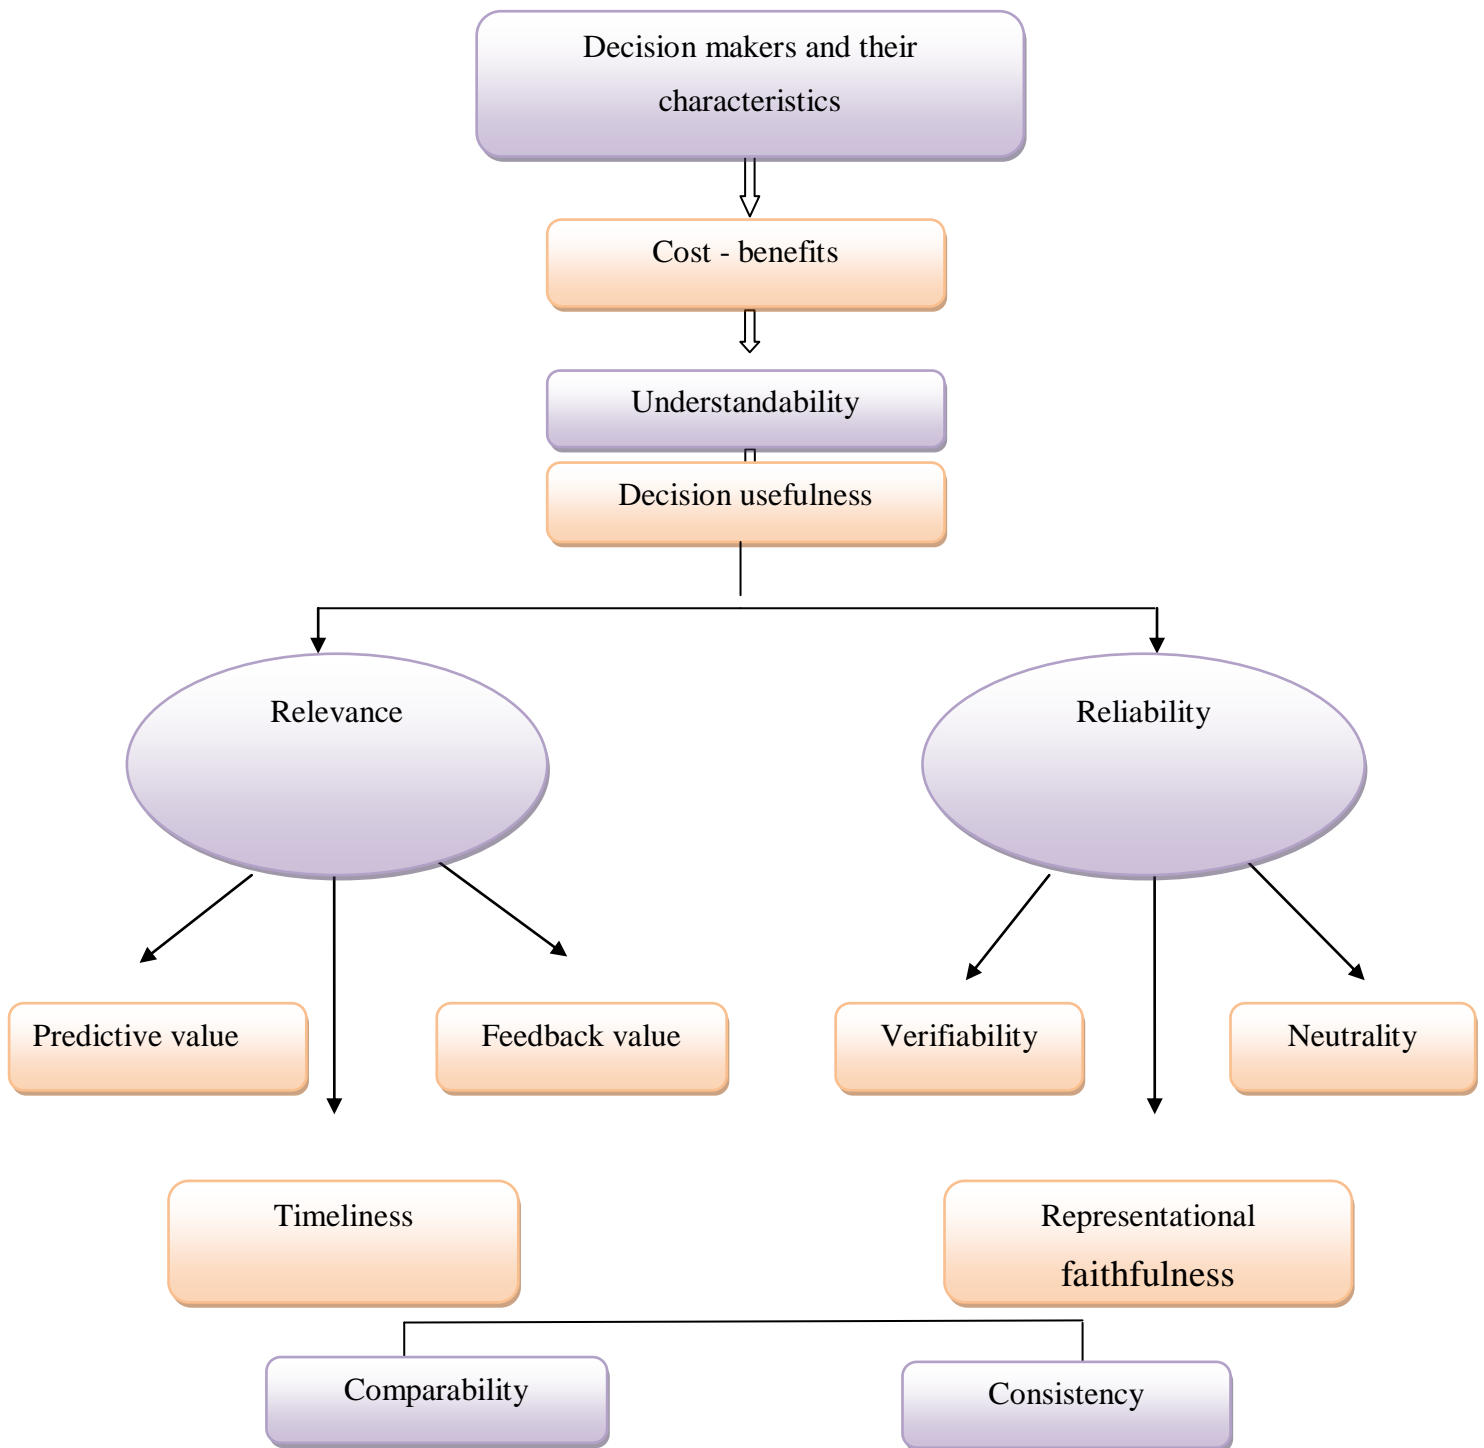 Decision makers and their
characteristics
Cost - benefits
Understandability
Decision usefulness
Relevance
Reliability
Predictive value
Feedback value
Verifiability
Neutrality
Timeliness
Representational
faithfulness
Comparability
Consistency